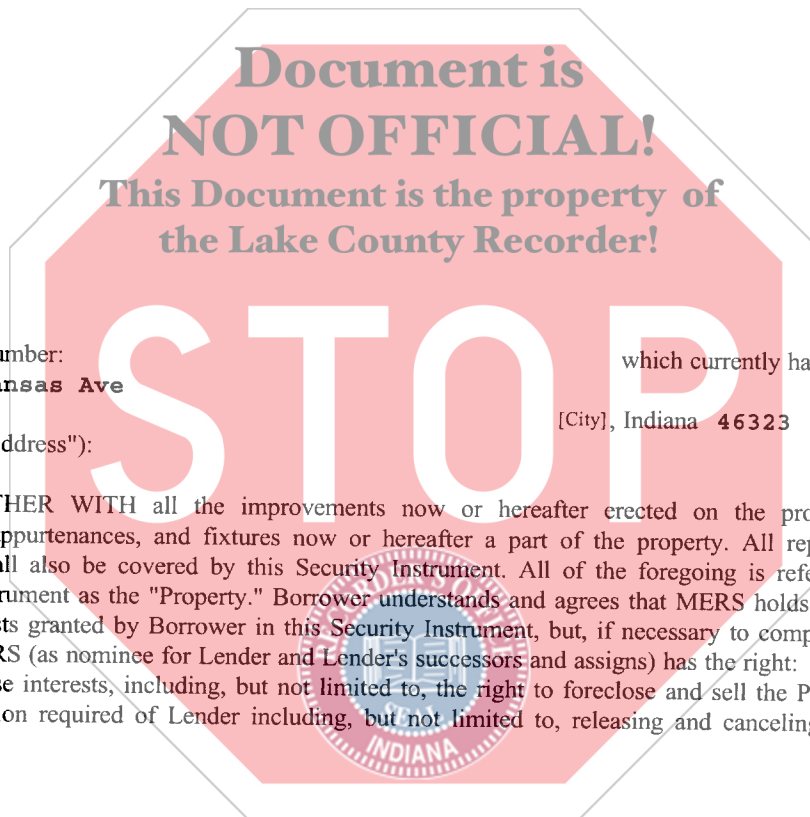 Document is
NOT OFFICIAL!
This Document is the property of
the Lake County Recorder!
STOP
umber: which currently ha
ansas Ave
[City], Indiana 46323
ddress"):
THER WITH all the improvements now or hereafter erected on the pro
ppurtenances, and fixtures now or hereafter a part of the property. All rep
all also be covered by this Security Instrument. All of the foregoing is refe
rument as the "Property." Borrower understands and agrees that MERS holds
ts granted by Borrower in this Security Instrument, but, if necessary to comp
RS (as nominee for Lender and Lender's successors and assigns) has the right:
se interests, including, but not limited to, the right to foreclose and sell the P
on required of Lender including, but not limited to, releasing and canceling
RECORDER'S OFFICE
SEAL
INDIANA